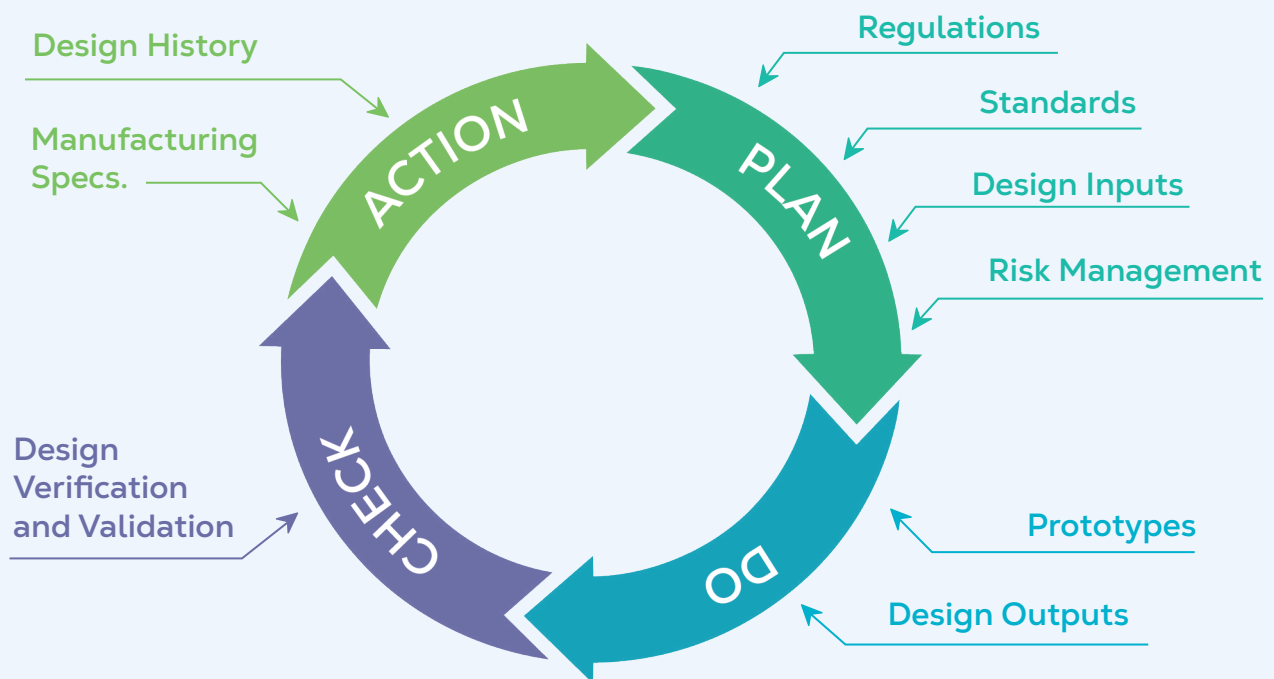 Design History
Manufacturing
Specs.
ACTION
Regulations
Standards
PLAN
Design Inputs
Risk Management
CHECK
Design
Verification
and Validation
DO
Prototypes
Design Outputs